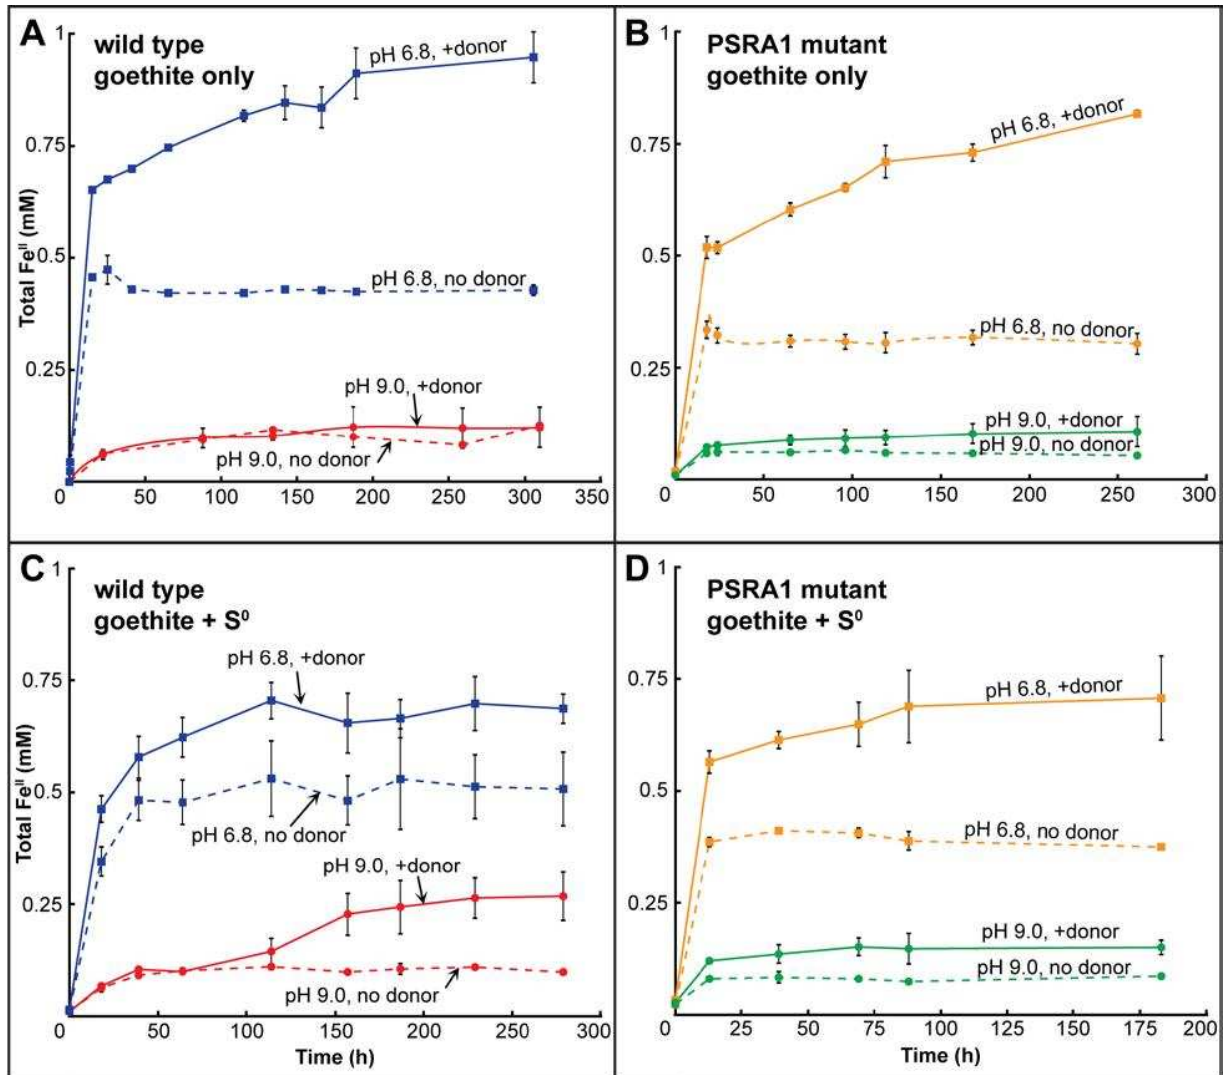 A
wild type
goethite only
1
0.75
0.5
0.25
0
Total Feᴵᴵ (mM)
pH 6.8, +donor
pH 6.8, no donor
pH 9.0, +donor
pH 9.0, no donor
0 50 100 150 200 250 300 350
B
PSRA1 mutant
goethite only
1
0.75
0.5
0.25
pH 6.8, +donor
pH 6.8, no donor
pH 9.0, +donor
pH 9.0, no donor
0 50 100 150 200 250 300
C
wild type
goethite + S⁰
1
0.75
0.5
0.25
Total Feᴵᴵ (mM)
pH 6.8, +donor
pH 6.8, no donor
pH 9.0, +donor
pH 9.0, no donor
0 50 100 150 200 250 300
Time (h)
D
PSRA1 mutant
goethite + S⁰
1
0.75
0.5
0.25
pH 6.8, +donor
pH 6.8, no donor
pH 9.0, +donor
pH 9.0, no donor
0 25 50 75 100 125 150 175 200
Time (h)